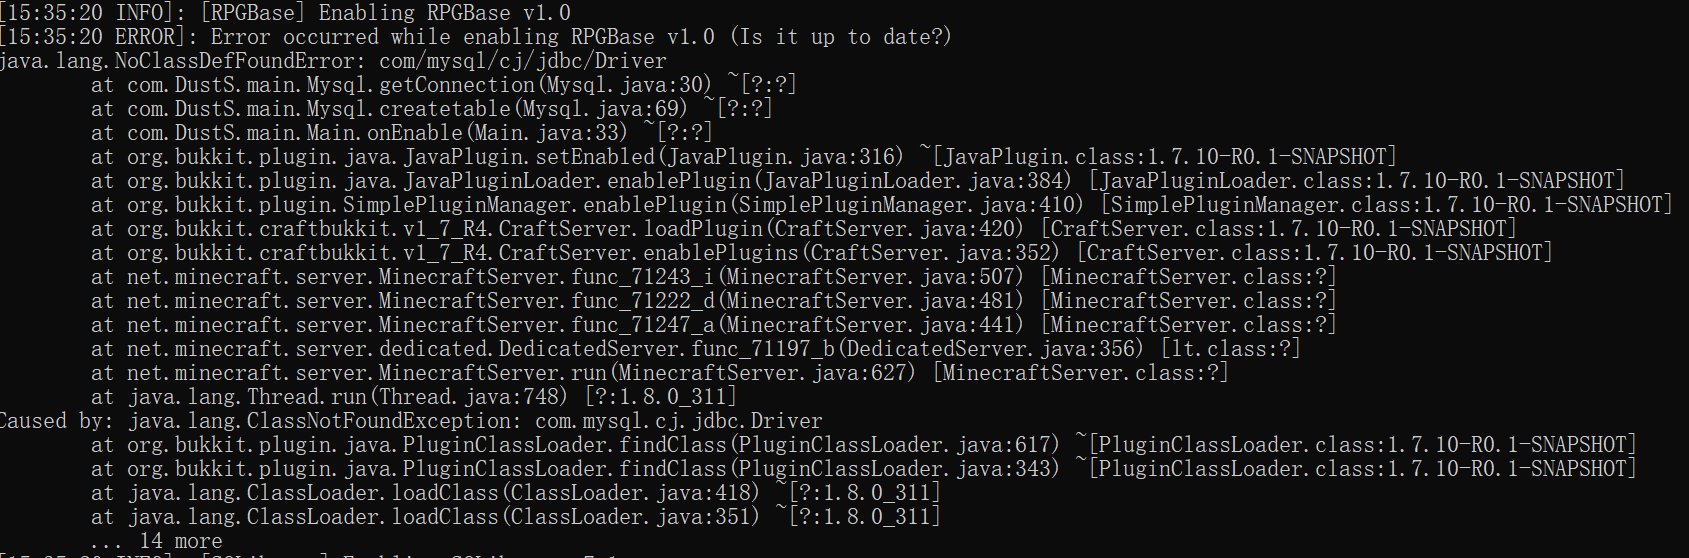 [15:35:20 INFO]: [RPGBase] Enabling RPGBase v1.0
[15:35:20 ERROR]: Error occurred while enabling RPGBase v1.0 (Is it up to date?)
java.lang.NoClassDefFoundError: com/mysql/cj/jdbc/Driver
at com.DustS.main.Mysql.getConnection(Mysql.java:30) ~[?:?]
at com.DustS.main.Mysql.createtable(Mysql.java:69) ~[?:?]
at com.DustS.main.Main.onEnable(Main.java:33) ~[?:?]
at org.bukkit.plugin.java.JavaPlugin.setEnabled(JavaPlugin.java:316) ~[JavaPlugin.class:1.7.10-R0.1-SNAPSHOT]
at org.bukkit.plugin.java.JavaPluginLoader.enablePlugin(JavaPluginLoader.java:384) [JavaPluginLoader.class:1.7.10-R0.1-SNAPSHOT]
at org.bukkit.plugin.SimplePluginManager.enablePlugin(SimplePluginManager.java:410) [SimplePluginManager.class:1.7.10-R0.1-SNAPSHOT]
at org.bukkit.craftbukkit.v1_7_R4.CraftServer.loadPlugin(CraftServer.java:420) [CraftServer.class:1.7.10-R0.1-SNAPSHOT]
at org.bukkit.craftbukkit.v1_7_R4.CraftServer.enablePlugins(CraftServer.java:352) [CraftServer.class:1.7.10-R0.1-SNAPSHOT]
at net.minecraft.server.MinecraftServer.func_71243_i(MinecraftServer.java:507) [MinecraftServer.class:?]
at net.minecraft.server.MinecraftServer.func_71222_d(MinecraftServer.java:481) [MinecraftServer.class:?]
at net.minecraft.server.MinecraftServer.func_71247_a(MinecraftServer.java:441) [MinecraftServer.class:?]
at net.minecraft.server.dedicated.DedicatedServer.func_71197_b(DedicatedServer.java:356) [lt.class:?]
at net.minecraft.server.MinecraftServer.run(MinecraftServer.java:627) [MinecraftServer.class:?]
at java.lang.Thread.run(Thread.java:748) [?:1.8.0_311]
Caused by: java.lang.ClassNotFoundException: com.mysql.cj.jdbc.Driver
at org.bukkit.plugin.java.PluginClassLoader.findClass(PluginClassLoader.java:617) ~[PluginClassLoader.class:1.7.10-R0.1-SNAPSHOT]
at org.bukkit.plugin.java.PluginClassLoader.findClass(PluginClassLoader.java:343) ~[PluginClassLoader.class:1.7.10-R0.1-SNAPSHOT]
at java.lang.ClassLoader.loadClass(ClassLoader.java:418) ~[?:1.8.0_311]
at java.lang.ClassLoader.loadClass(ClassLoader.java:351) ~[?:1.8.0_311]
... 14 more